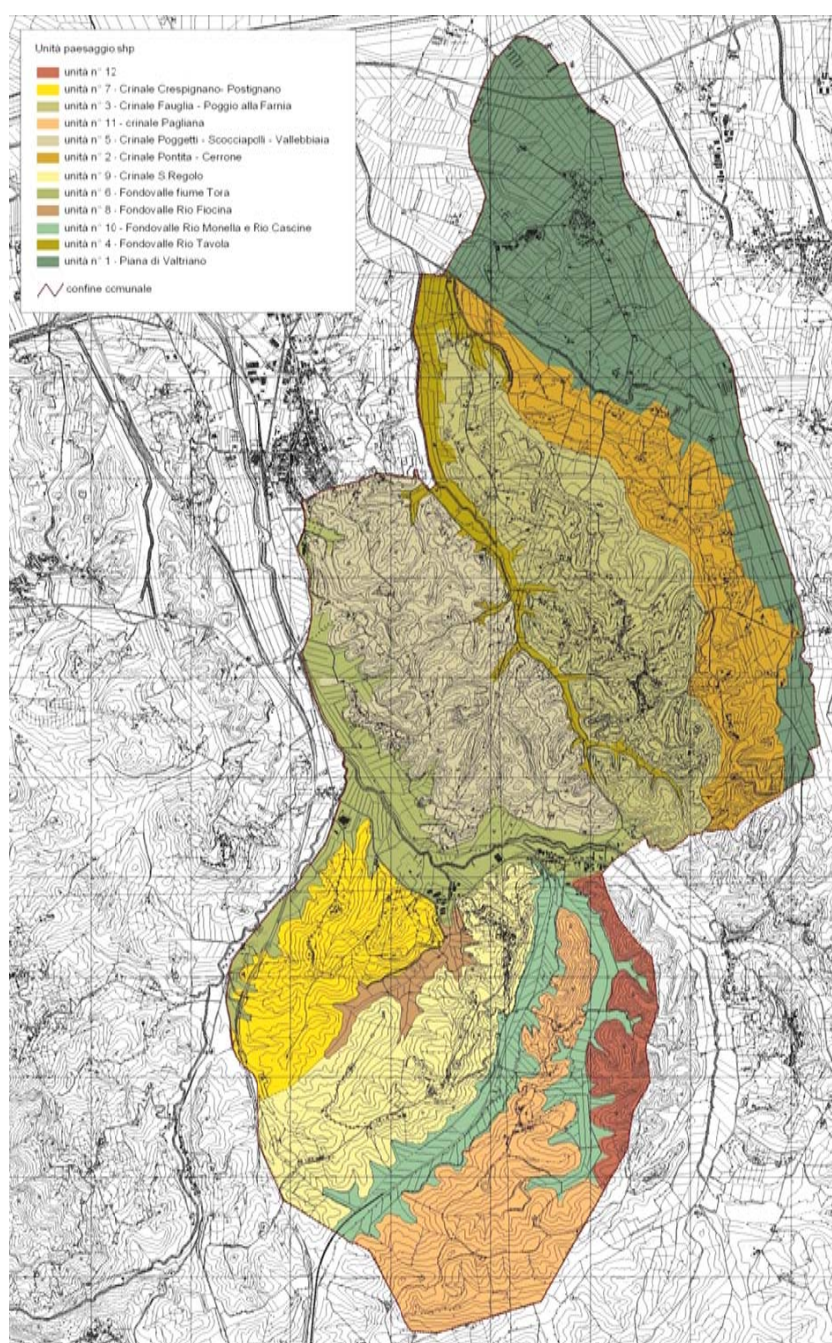 Unità paesaggio shp
unità n° 12
unità n° 7 - Crinale Crespignano- Postignano
unità n° 3 - Crinale Fauglia - Poggio alla Farnia
unità n° 11 - crinale Pagliana
unità n° 5 - Crinale Poggetti - Scocciapolli - Vallebbiaia
unità n° 2 - Crinale Pontita - Cerrone
unità n° 9 - Crinale S.Regolo
unità n° 6 - Fondovalle fiume Tora
unità n° 8 - Fondovalle Rio Fiocina
unità n° 10 - Fondovalle Rio Monella e Rio Cascine
unità n° 4 - Fondovalle Rio Tavola
unità n° 1 - Piana di Valtriano
confine comunale